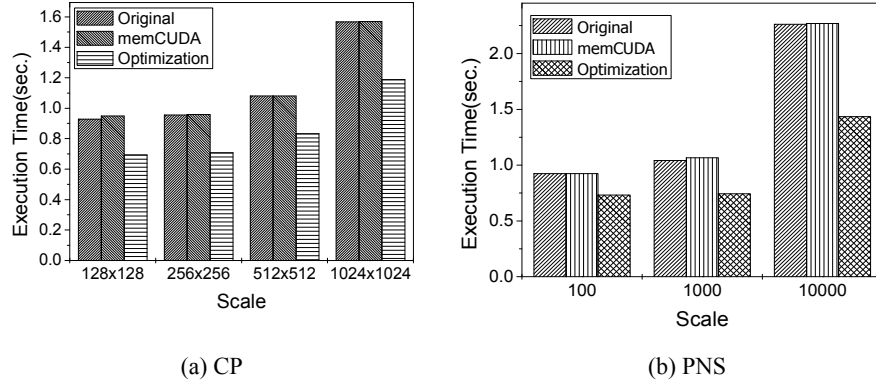 1.6
1.4
1.2
1.0
0.8
0.6
0.4
0.2
0.0
Execution Time(sec.)
Original
memCUDA
Optimization
128x128 256x256 512x512 1024x1024
Scale
(a) CP
2.0
1.5
1.0
0.5
0.0
Execution Time(sec.)
Original
memCUDA
Optimization
100 1000 10000
Scale
(b) PNS